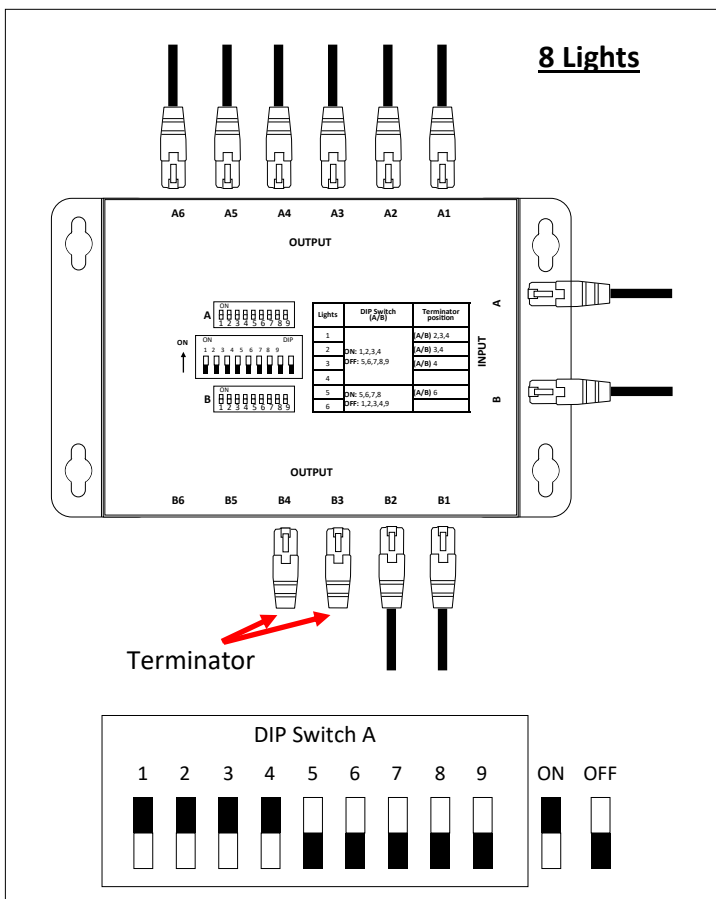 8 Lights
A6 A5 A4 A3 A2 A1
OUTPUT
A
ON
1 2 3 4 5 6 7 8 9
ON
ON DIP
1 2 3 4 5 6 7 8 9
B
ON
1 2 3 4 5 6 7 8 9
Lights DIP Switch (A/B) Terminator position
1 (A/B) 2,3,4
2 ON: 1,2,3,4 (A/B) 3,4
3 OFF: 5,6,7,8,9 (A/B) 4
4
5 ON: 5,6,7,8 (A/B) 6
6 OFF: 1,2,3,4,9
A
INPUT
B
OUTPUT
B6 B5 B4 B3 B2 B1
Terminator
DIP Switch A
1 2 3 4 5 6 7 8 9 ON OFF